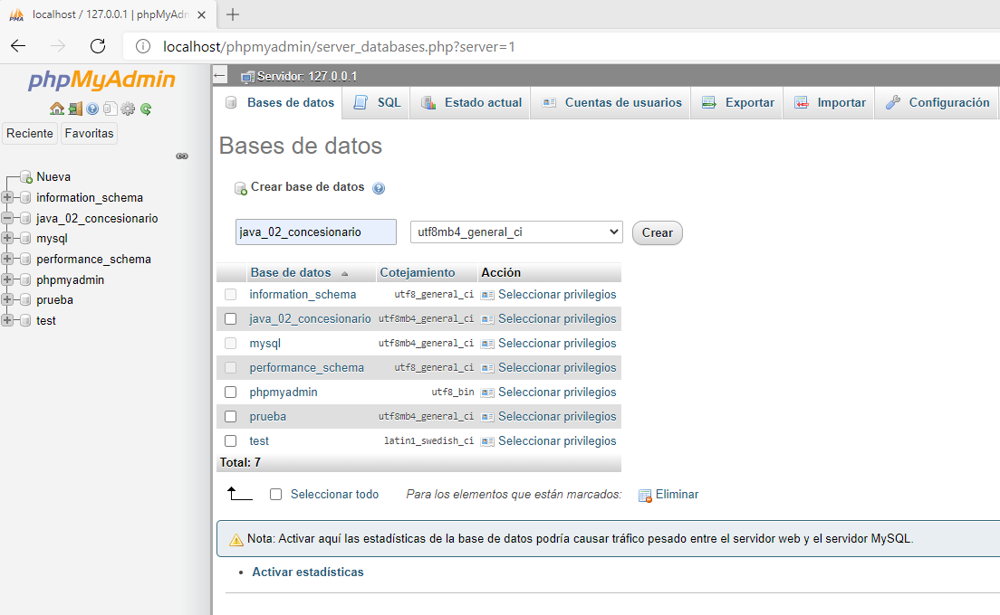 localhost / 127.0.0.1 | phpMyAdm
localhost/phpmyadmin/server_databases.php?server=1
phpMyAdmin
Reciente Favoritas
Nueva
information_schema
java_02_concesionario
mysql
performance_schema
phpmyadmin
prueba
test
Servidor: 127.0.0.1
Bases de datos SQL Estado actual Cuentas de usuarios Exportar Importar Configuración
Bases de datos
Crear base de datos
java_02_concesionario utf8mb4_general_ci Crear
Base de datos Cotejamiento Acción
information_schema utf8_general_ci Seleccionar privilegios
java_02_concesionario utf8mb4_general_ci Seleccionar privilegios
mysql utf8mb4_general_ci Seleccionar privilegios
performance_schema utf8_general_ci Seleccionar privilegios
phpmyadmin utf8_bin Seleccionar privilegios
prueba utf8mb4_general_ci Seleccionar privilegios
test latin1_swedish_ci Seleccionar privilegios
Total: 7
Seleccionar todo Para los elementos que están marcados: Eliminar
Nota: Activar aquí las estadísticas de la base de datos podría causar tráfico pesado entre el servidor web y el servidor MySQL.
• Activar estadísticas